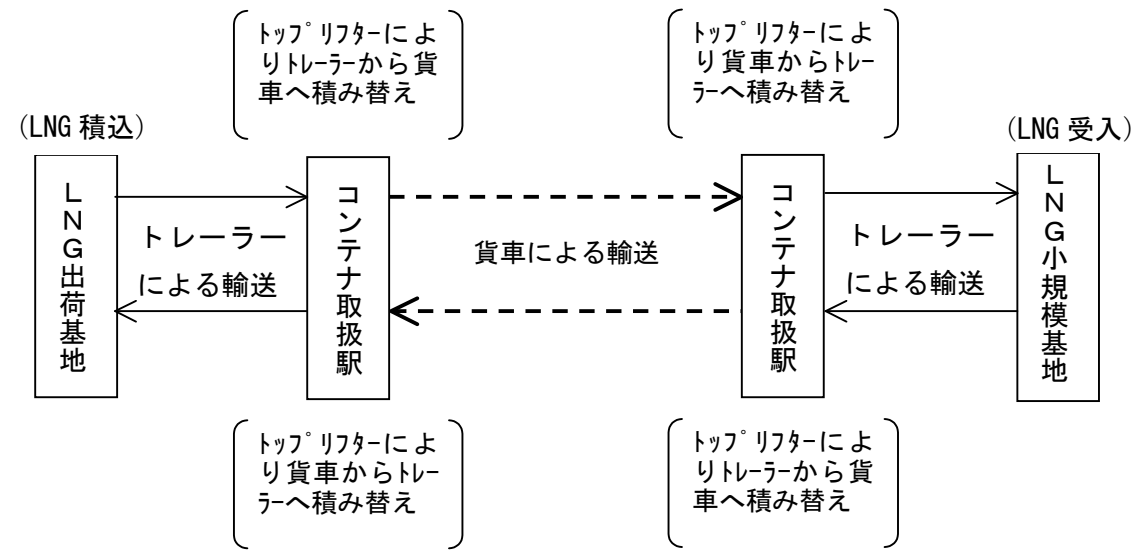 ﾄｯﾌﾟﾘﾌﾀｰによ
りﾄﾚｰﾗｰから貨
車へ積み替え
ﾄｯﾌﾟﾘﾌﾀｰによ
り貨車からﾄﾚｰ
ﾗｰへ積み替え
(LNG 積込)
(LNG 受入)
ＬＮＧ出荷基地
トレーラー
による輸送
コンテナ取扱駅
貨車による輸送
コンテナ取扱駅
トレーラー
による輸送
ＬＮＧ小規模基地
ﾄｯﾌﾟﾘﾌﾀｰによ
り貨車からﾄﾚｰ
ﾗｰへ積み替え
ﾄｯﾌﾟﾘﾌﾀｰによ
りﾄﾚｰﾗｰから貨
車へ積み替え